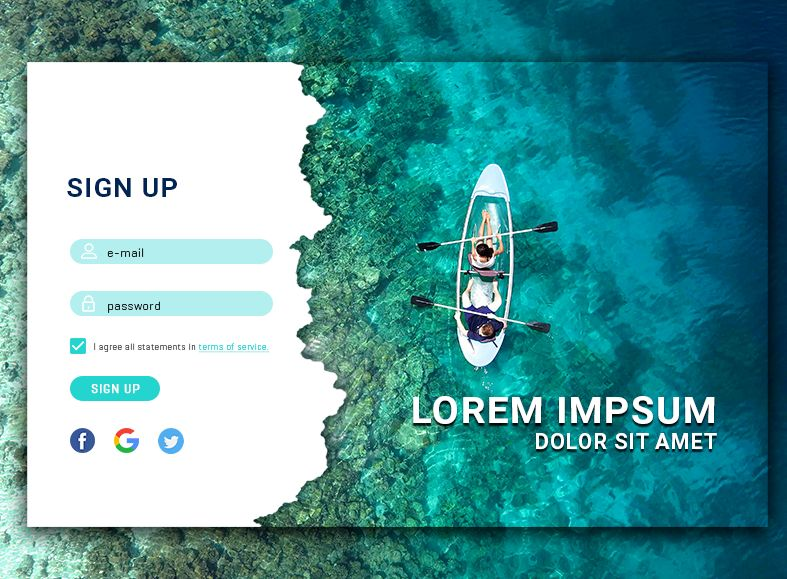 SIGN UP
e-mail
password
I agree all statements in terms of service.
SIGN UP
LOREM IMPSUM
DOLOR SIT AMET